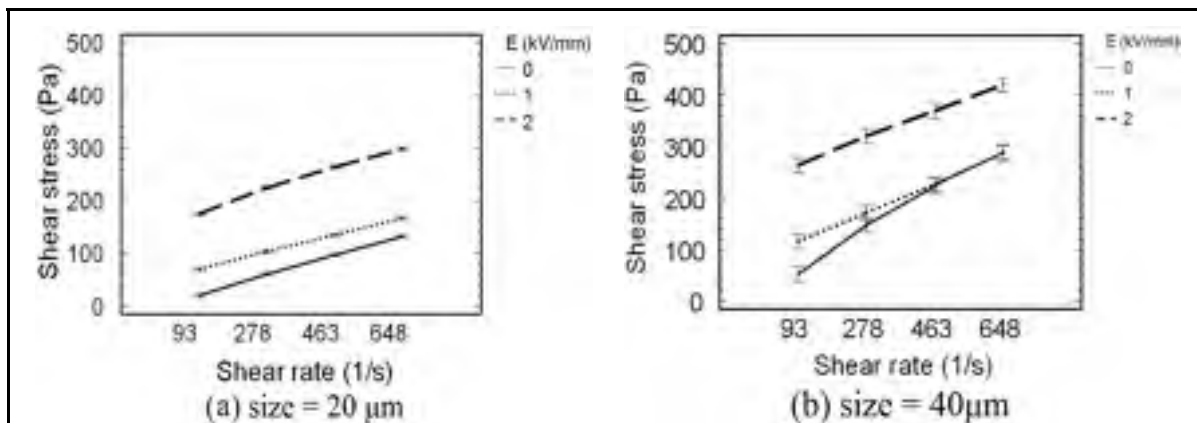 500
400
300
200
100
0
Shear stress (Pa)
93 278 463 648
Shear rate (1/s)
(a) size = 20 μm
E (kV/mm)
0
1
2
500
400
300
200
100
0
Shear stress (Pa)
93 278 463 648
Shear rate (1/s)
(b) size = 40μm
E (kV/mm)
0
1
2